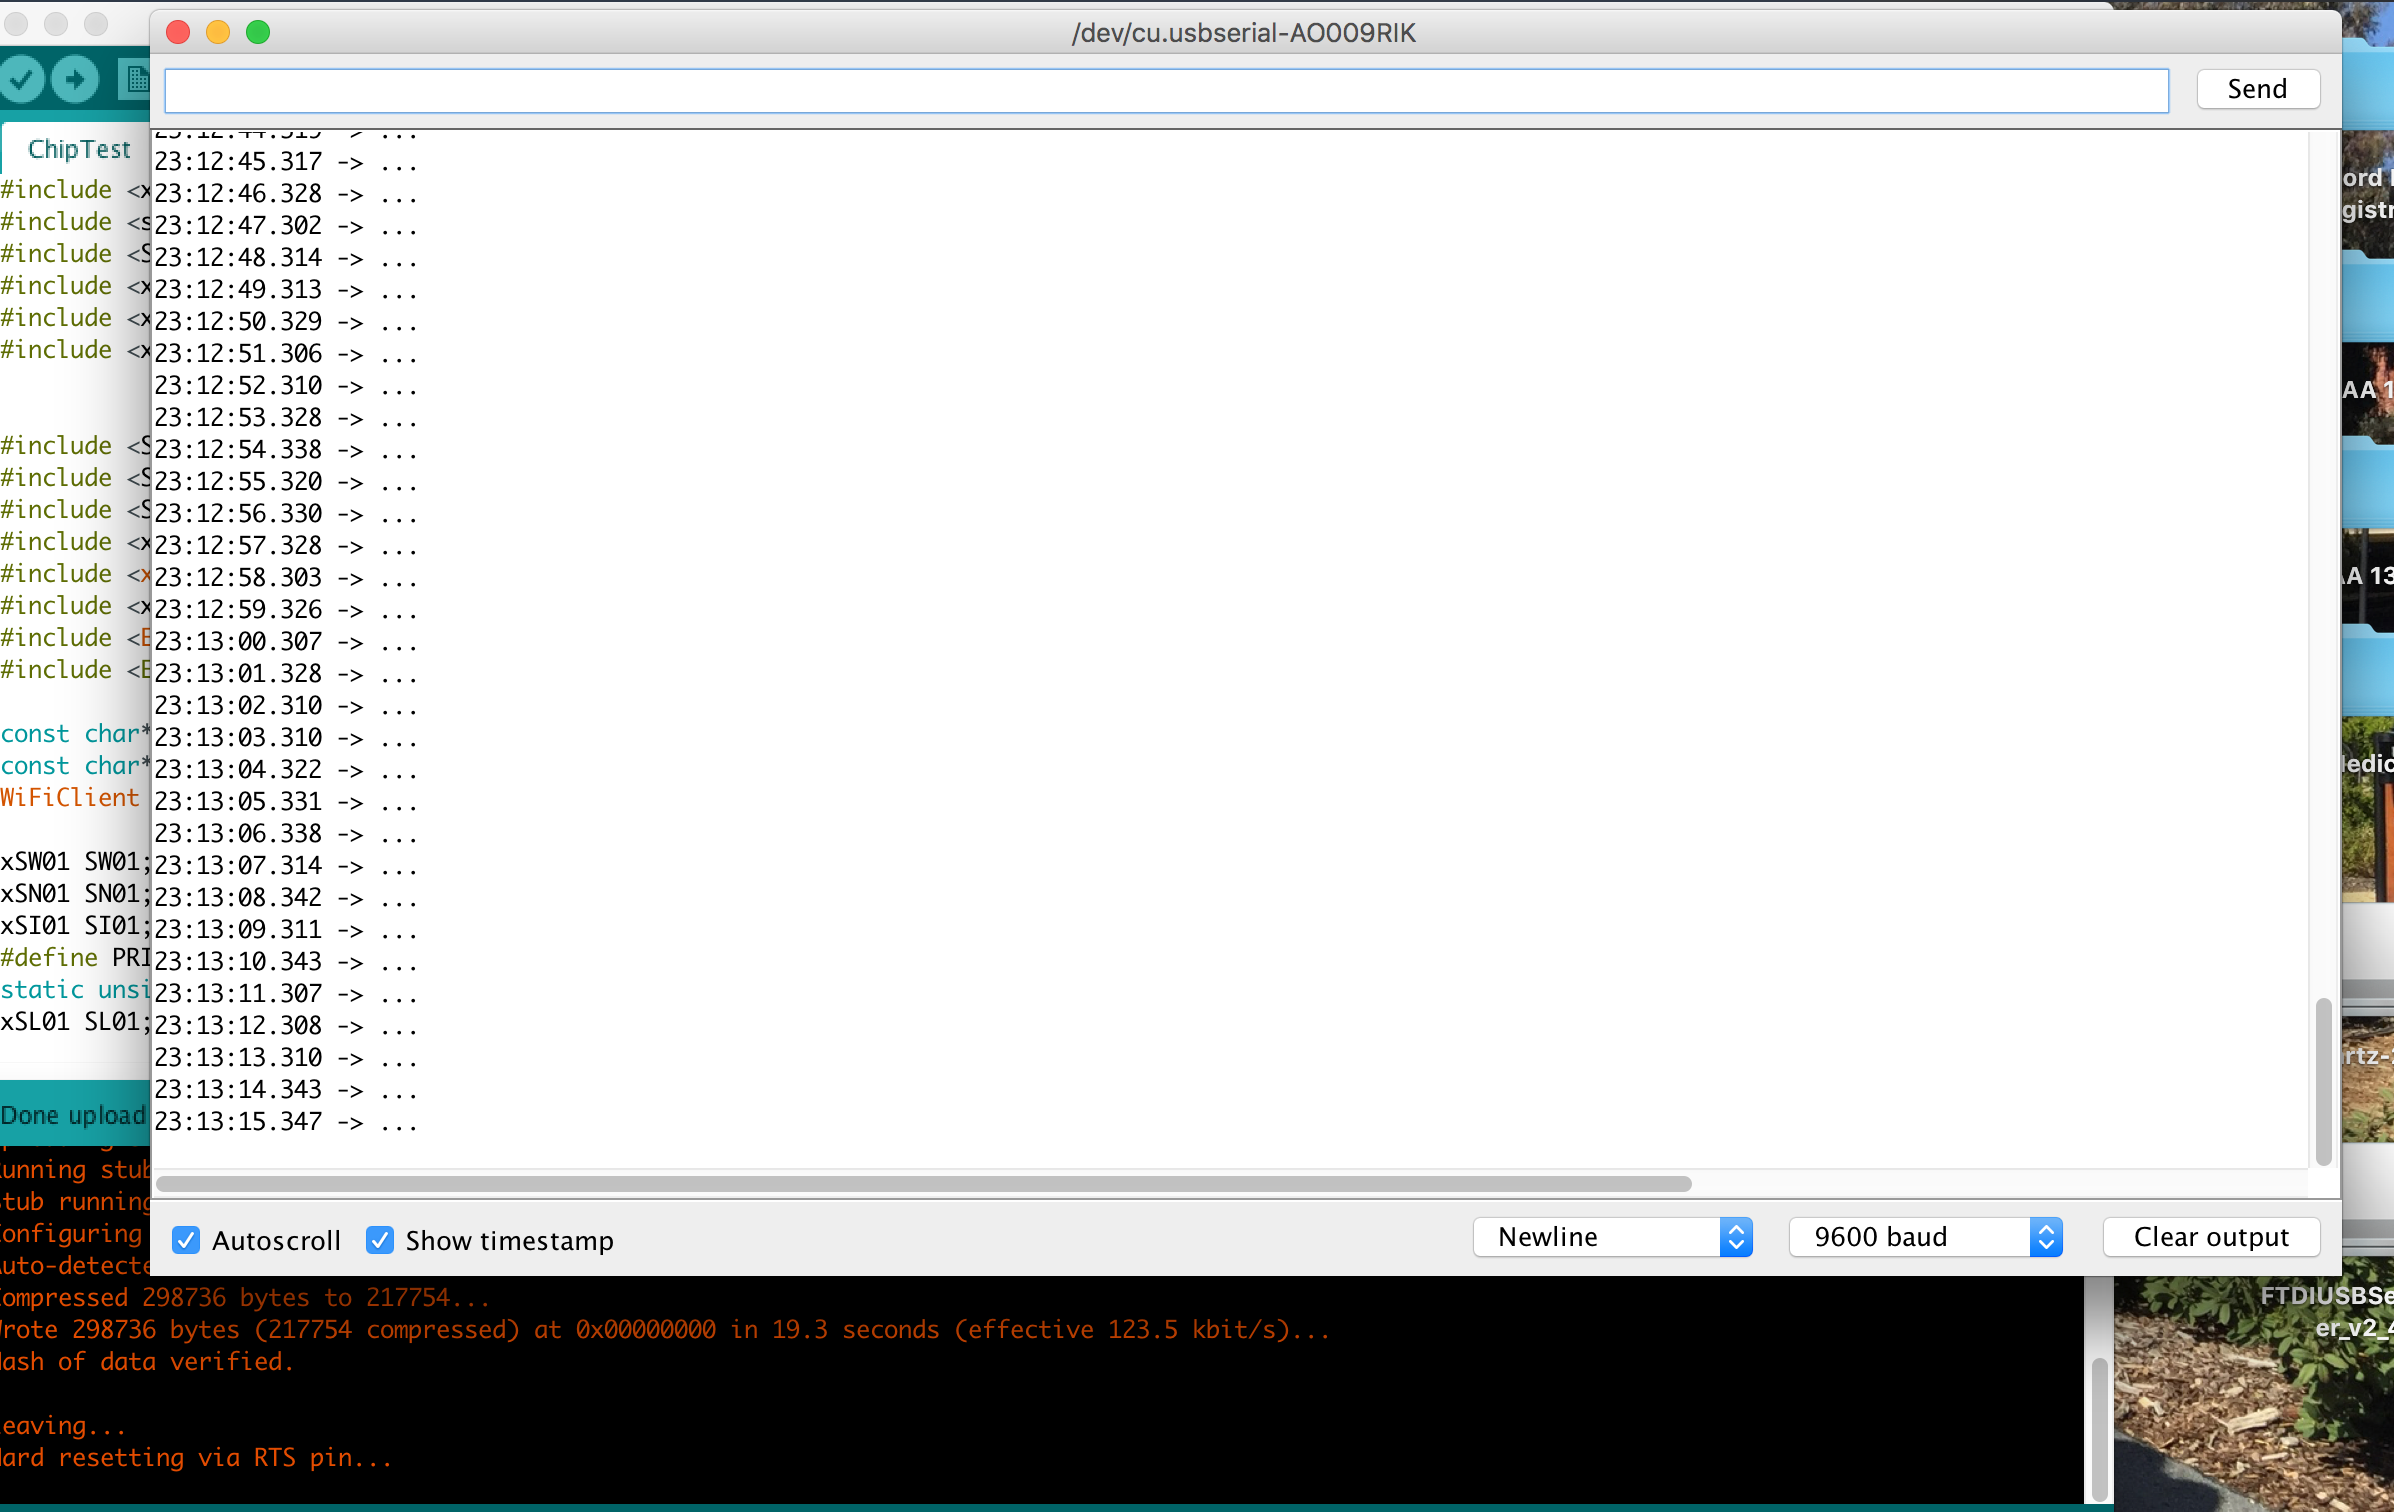 /dev/cu.usbserial-AO009RIK
Send
ChipTest
23:12:44.319 -> ...
23:12:45.317 -> ...
23:12:46.328 -> ...
23:12:47.302 -> ...
23:12:48.314 -> ...
23:12:49.313 -> ...
23:12:50.329 -> ...
23:12:51.306 -> ...
23:12:52.310 -> ...
23:12:53.328 -> ...
23:12:54.338 -> ...
23:12:55.320 -> ...
23:12:56.330 -> ...
23:12:57.328 -> ...
23:12:58.303 -> ...
23:12:59.326 -> ...
23:13:00.307 -> ...
23:13:01.328 -> ...
23:13:02.310 -> ...
23:13:03.310 -> ...
23:13:04.322 -> ...
23:13:05.331 -> ...
23:13:06.338 -> ...
23:13:07.314 -> ...
23:13:08.342 -> ...
23:13:09.311 -> ...
23:13:10.343 -> ...
23:13:11.307 -> ...
23:13:12.308 -> ...
23:13:13.310 -> ...
23:13:14.343 -> ...
23:13:15.347 -> ...
Autoscroll
Show timestamp
Newline
9600 baud
Clear output
#include <x
#include <s
#include <S
#include <x
#include <x
#include <x
#include <S
#include <S
#include <S
#include <x
#include <x
#include <x
#include <E
#include <E
const char*
const char*
WiFiClient
xSW01 SW01;
xSN01 SN01;
xSI01 SI01;
#define PRI
static unsi
xSL01 SL01;
Done upload
unning stub
tub running
onfiguring
uto-detecte
ompressed 298736 bytes to 217754...
rote 298736 bytes (217754 compressed) at 0x00000000 in 19.3 seconds (effective 123.5 kbit/s)...
ash of data verified.
eaving...
ard resetting via RTS pin...
ord
gistr
AA 1
AA 13
edic
rtz-
FTDIUSBSe
er_v2_4